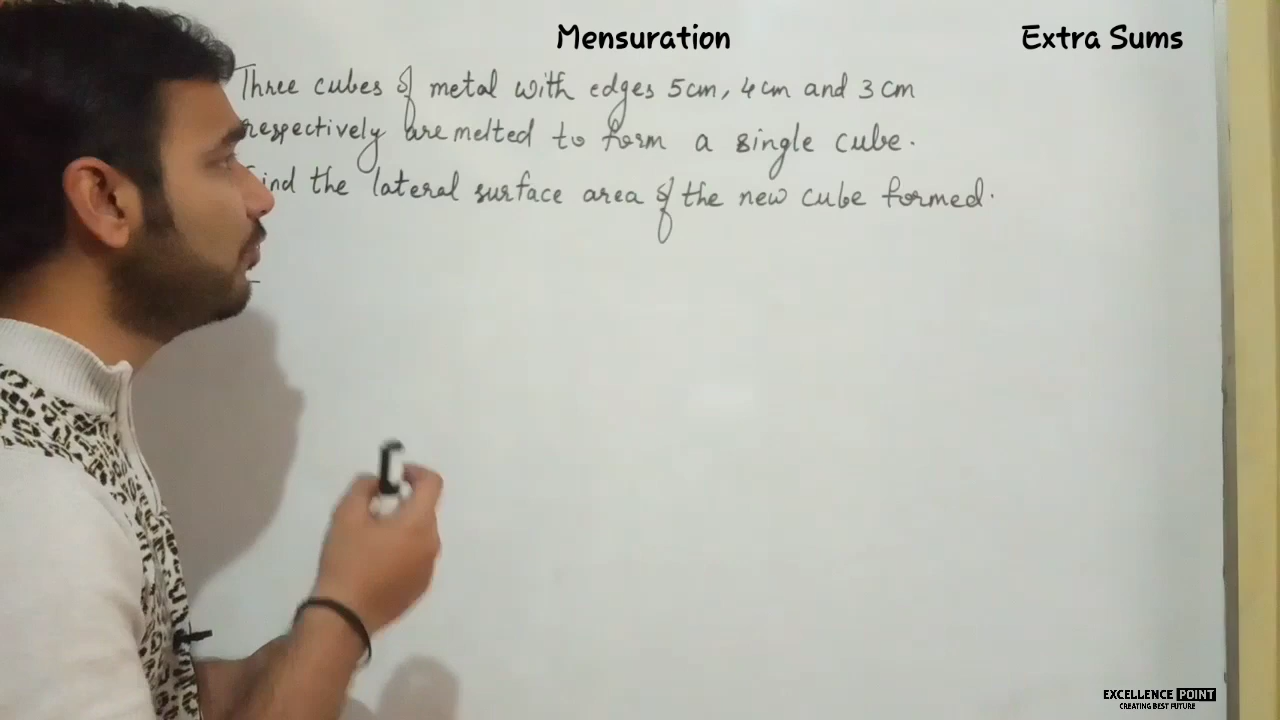 Mensuration
Extra Sums
Three cubes of metal with edges 5cm, 4cm and 3cm
respectively are melted to form a single cube.
Find the lateral surface area of the new cube formed.
EXCELLENCE POINT
CREATING BEST FUTURE